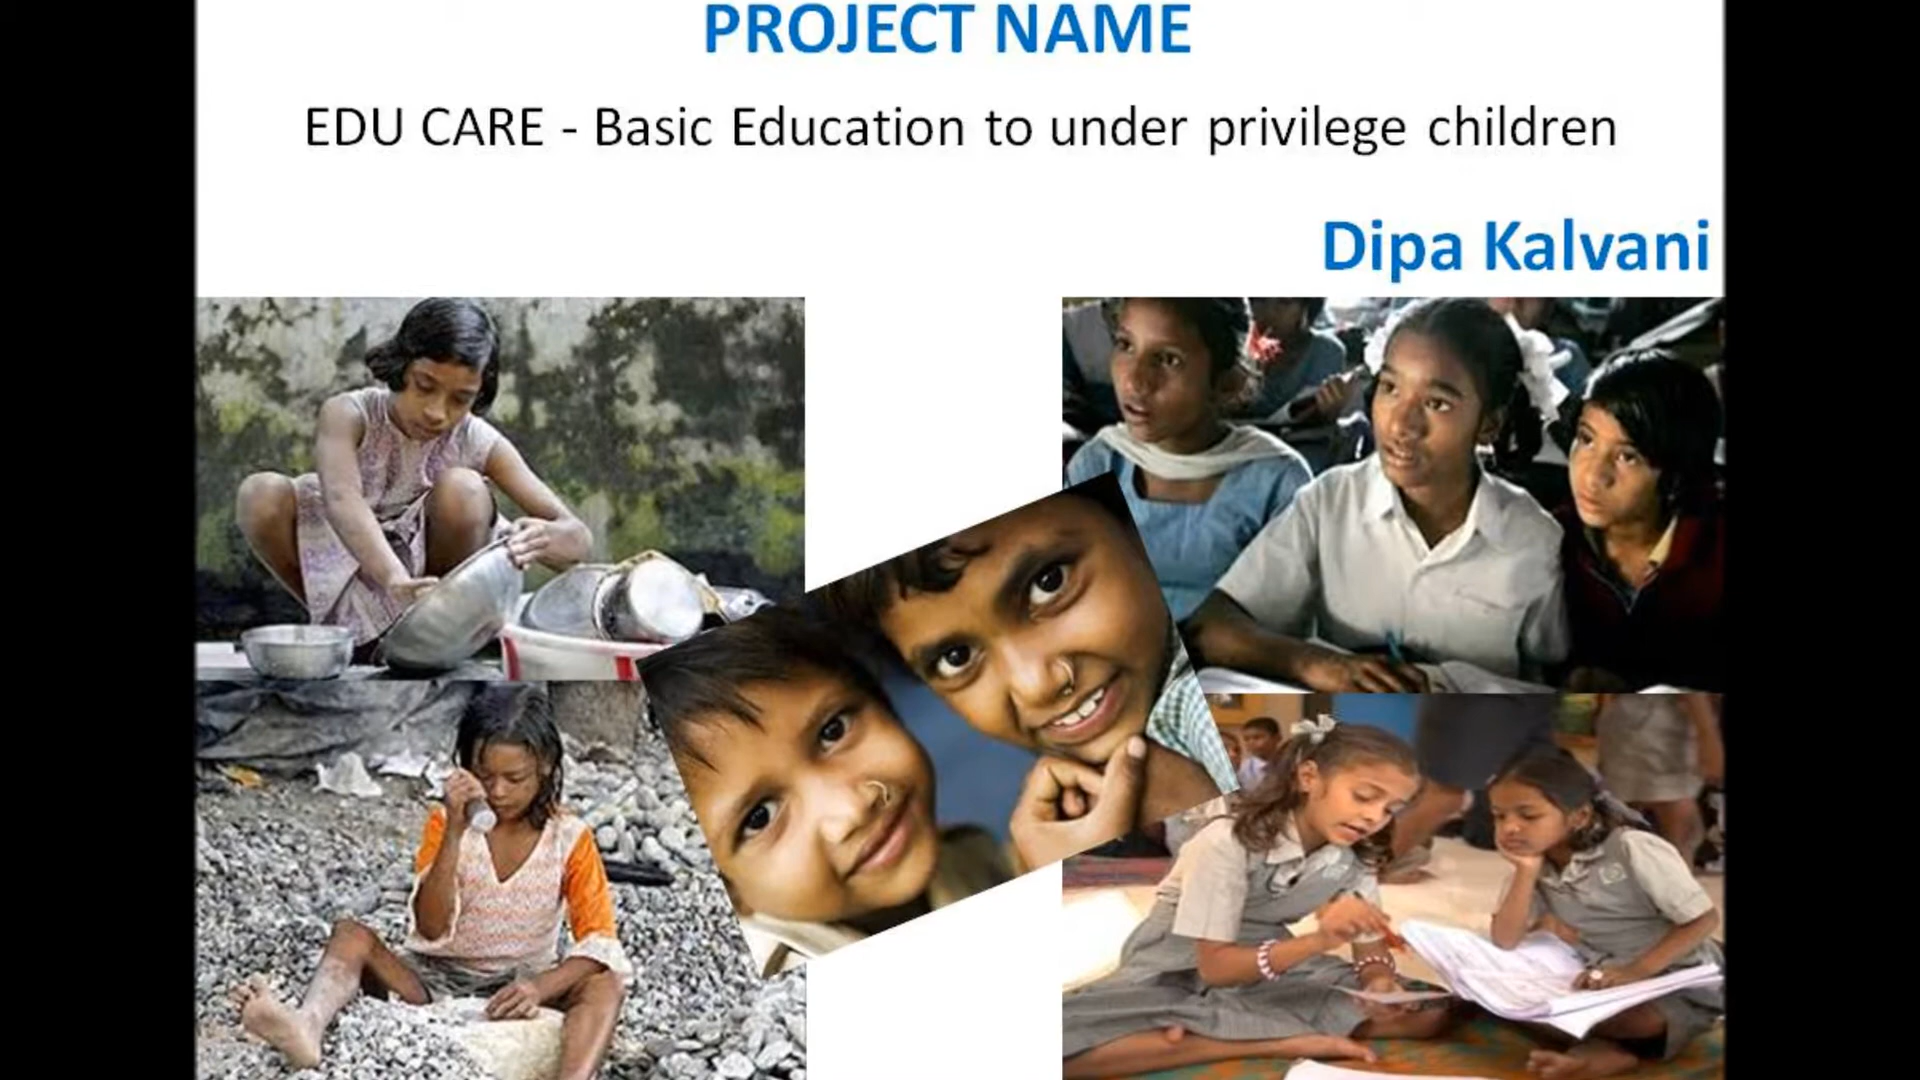 PROJECT NAME
EDU CARE - Basic Education to under privilege children
Dipa Kalvani